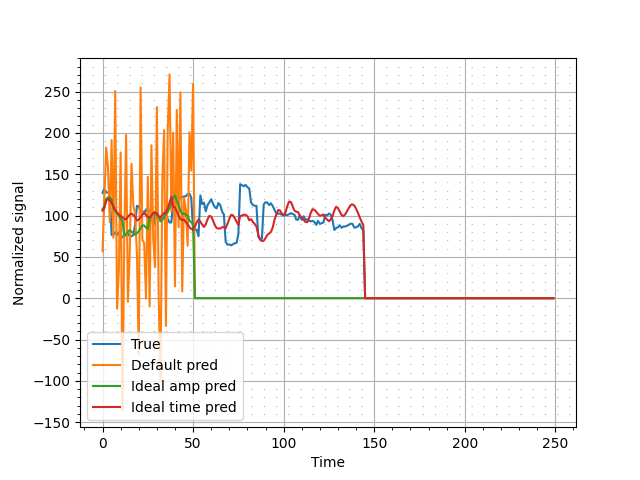 250
200
150
100
50
0
−50
−100
−150
Normalized signal
True
Default pred
Ideal amp pred
Ideal time pred
0 50 100 150 200 250
Time